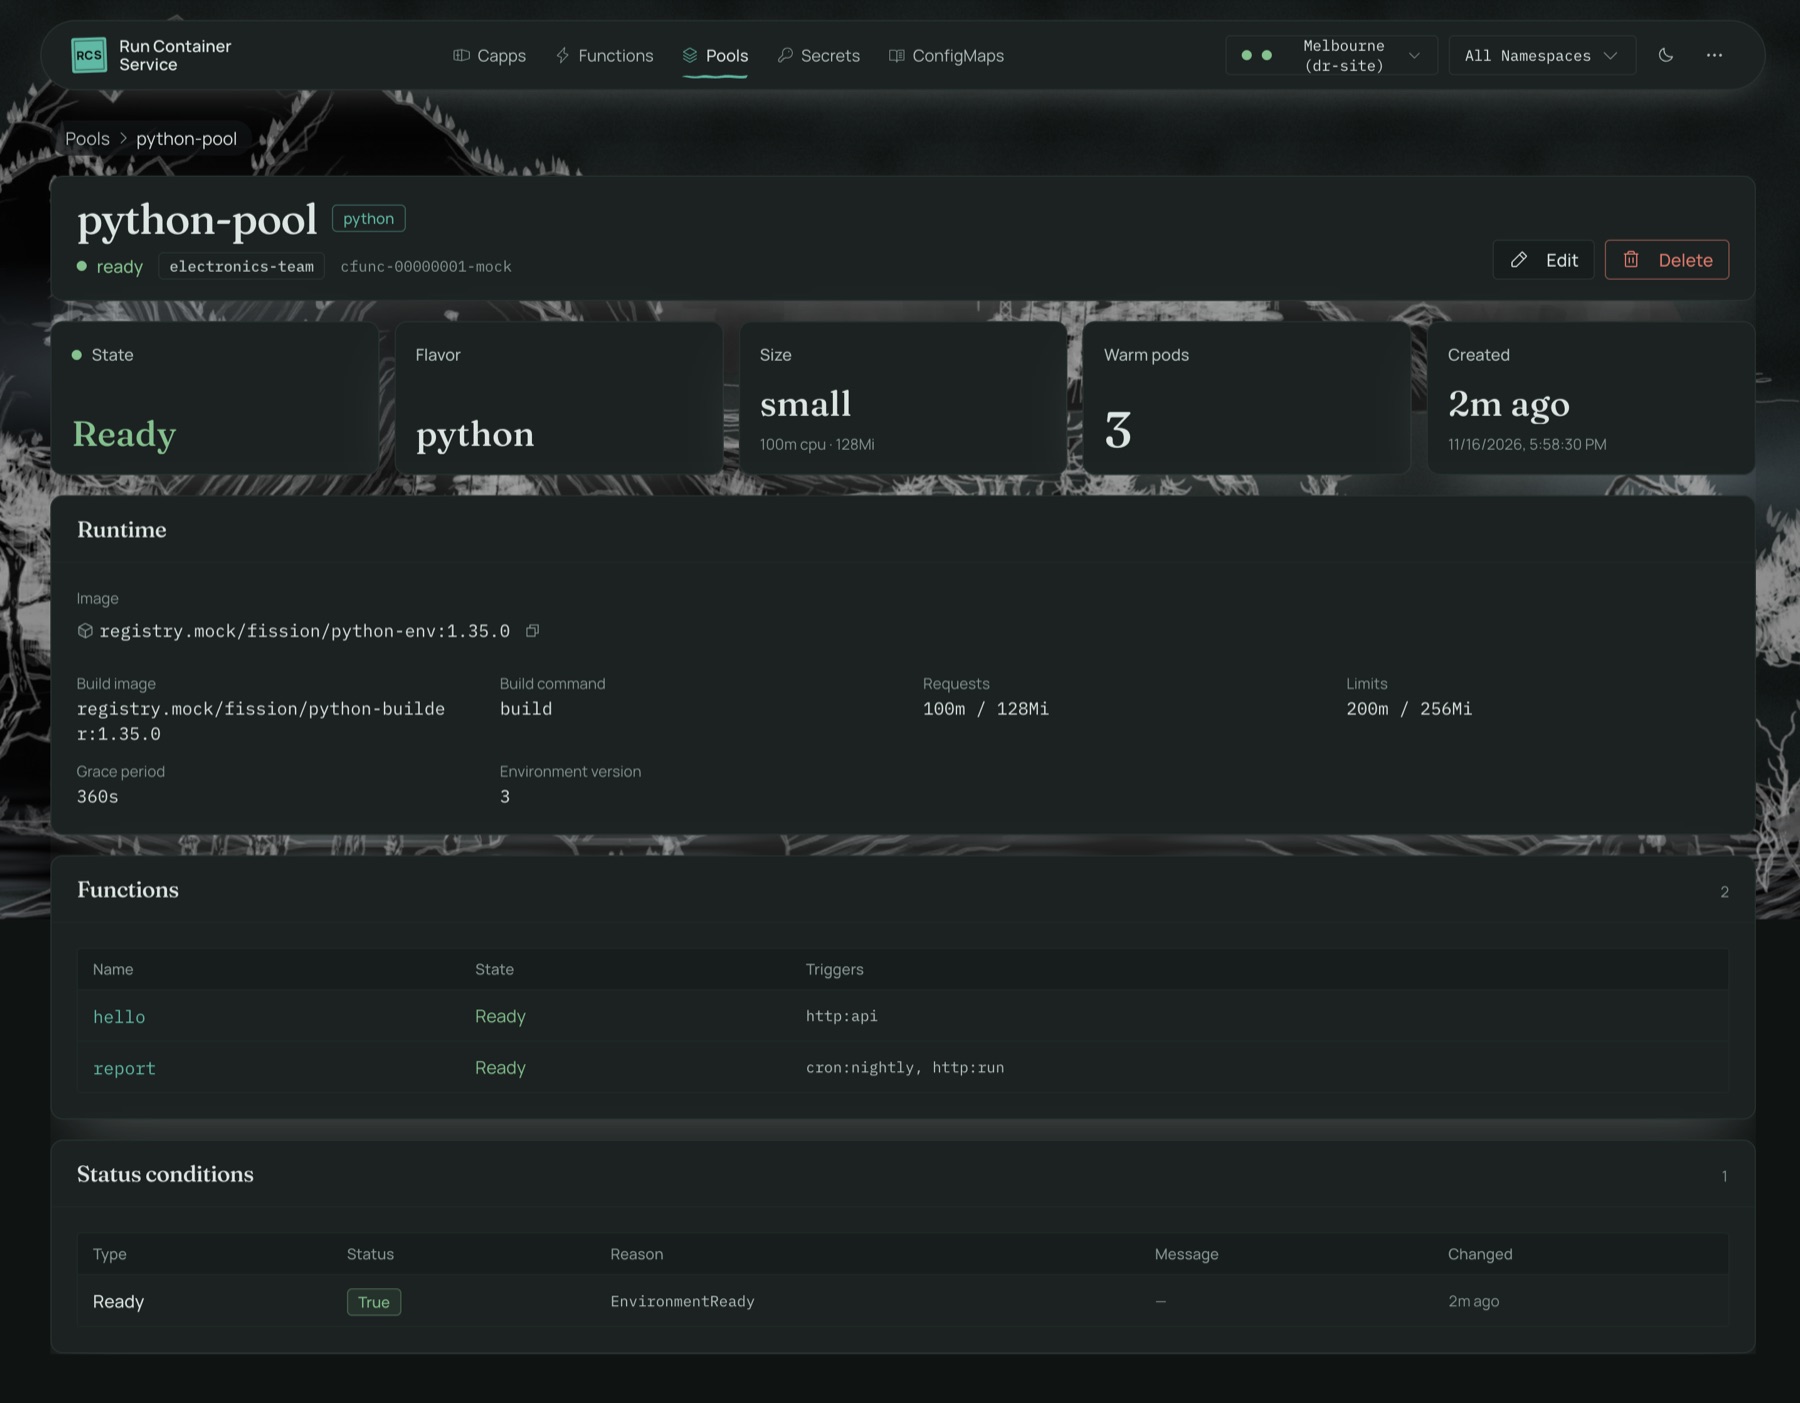 RCS
Run Container
Service
Capps
Functions
Pools
Secrets
ConfigMaps
Melbourne
(dr-site)
All Namespaces
Pools > python-pool
python-pool
python
ready
electronics-team
cfunc-00000001-mock
Edit
Delete
State
Ready
Flavor
python
Size
small
100m cpu · 128Mi
Warm pods
3
Created
2m ago
11/16/2026, 5:58:30 PM
Runtime
Image
registry.mock/fission/python-env:1.35.0
Build image
registry.mock/fission/python-builde
r:1.35.0
Build command
build
Requests
100m / 128Mi
Limits
200m / 256Mi
Grace period
360s
Environment version
3
Functions
2
Name State Triggers
hello Ready http:api
report Ready cron:nightly, http:run
Status conditions
1
Type Status Reason Message Changed
Ready True EnvironmentReady — 2m ago